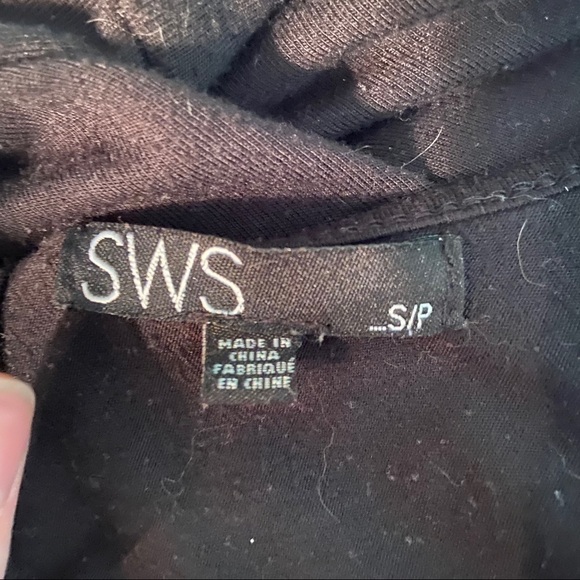 SWS
....S/P
MADE IN
CHINA
FABRIQUÉ
EN CHINE